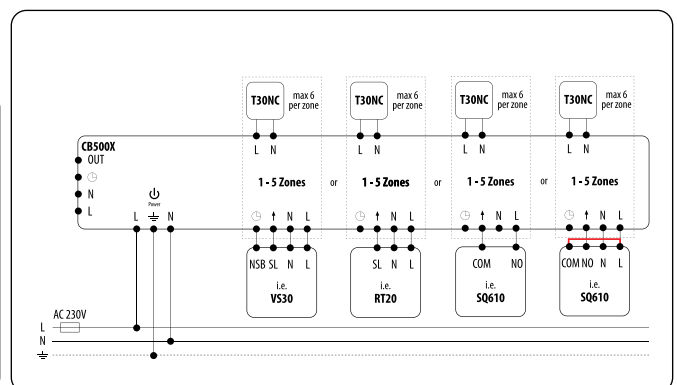 T30NC max 6 per zone T30NC max 6 per zone T30NC max 6 per zone T30NC max 6 per zone
CB500X
OUT
N
L
Power
L N
L N L N L N L N
1 - 5 Zones or 1 - 5 Zones or 1 - 5 Zones or 1 - 5 Zones
N L N L N L N L
NSB SL N L SL N L COM NO COM NO N L
i.e. i.e. i.e. i.e.
VS30 RT20 SQ610 SQ610
AC 230V
L
N